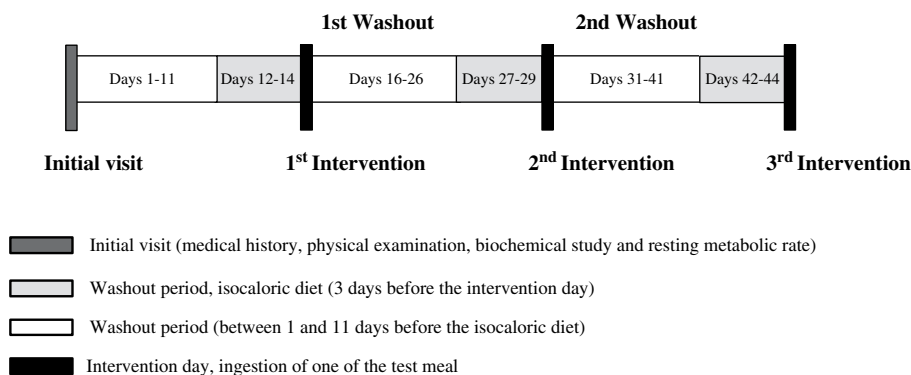 1st Washout 2nd Washout
Days 1-11 Days 12-14 Days 16-26 Days 27-29 Days 31-41 Days 42-44
Initial visit 1st Intervention 2nd Intervention 3rd Intervention
Initial visit (medical history, physical examination, biochemical study and resting metabolic rate)
Washout period, isocaloric diet (3 days before the intervention day)
Washout period (between 1 and 11 days before the isocaloric diet)
Intervention day, ingestion of one of the test meal